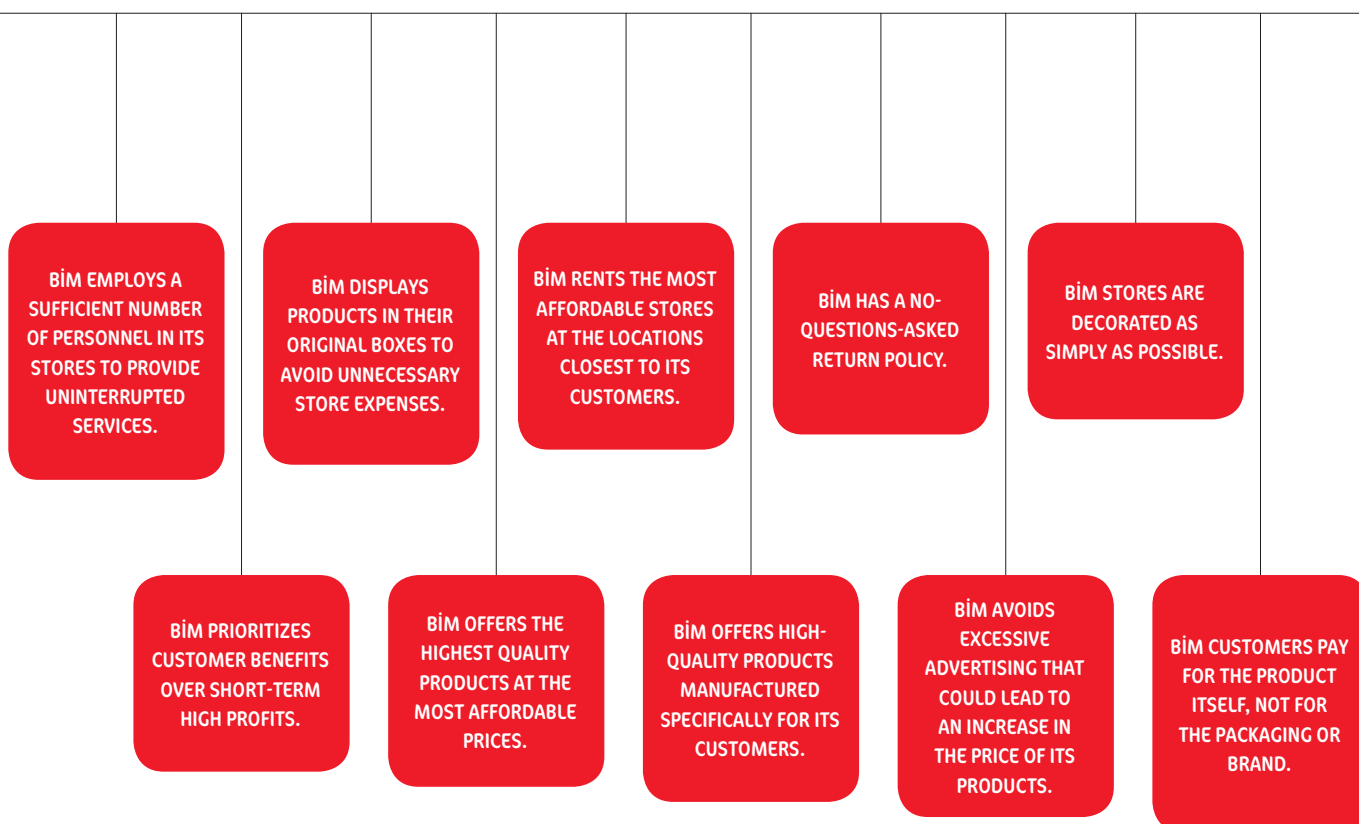 BİM EMPLOYS A
SUFFICIENT NUMBER
OF PERSONNEL IN ITS
STORES TO PROVIDE
UNINTERRUPTED
SERVICES.
BİM DISPLAYS
PRODUCTS IN THEIR
ORIGINAL BOXES TO
AVOID UNNECESSARY
STORE EXPENSES.
BİM RENTS THE MOST
AFFORDABLE STORES
AT THE LOCATIONS
CLOSEST TO ITS
CUSTOMERS.
BİM HAS A NO-
QUESTIONS-ASKED
RETURN POLICY.
BİM STORES ARE
DECORATED AS
SIMPLY AS POSSIBLE.
BİM PRIORITIZES
CUSTOMER BENEFITS
OVER SHORT-TERM
HIGH PROFITS.
BİM OFFERS THE
HIGHEST QUALITY
PRODUCTS AT THE
MOST AFFORDABLE
PRICES.
BİM OFFERS HIGH-
QUALITY PRODUCTS
MANUFACTURED
SPECIFICALLY FOR ITS
CUSTOMERS.
BİM AVOIDS
EXCESSIVE
ADVERTISING THAT
COULD LEAD TO
AN INCREASE IN
THE PRICE OF ITS
PRODUCTS.
BİM CUSTOMERS PAY
FOR THE PRODUCT
ITSELF, NOT FOR
THE PACKAGING OR
BRAND.